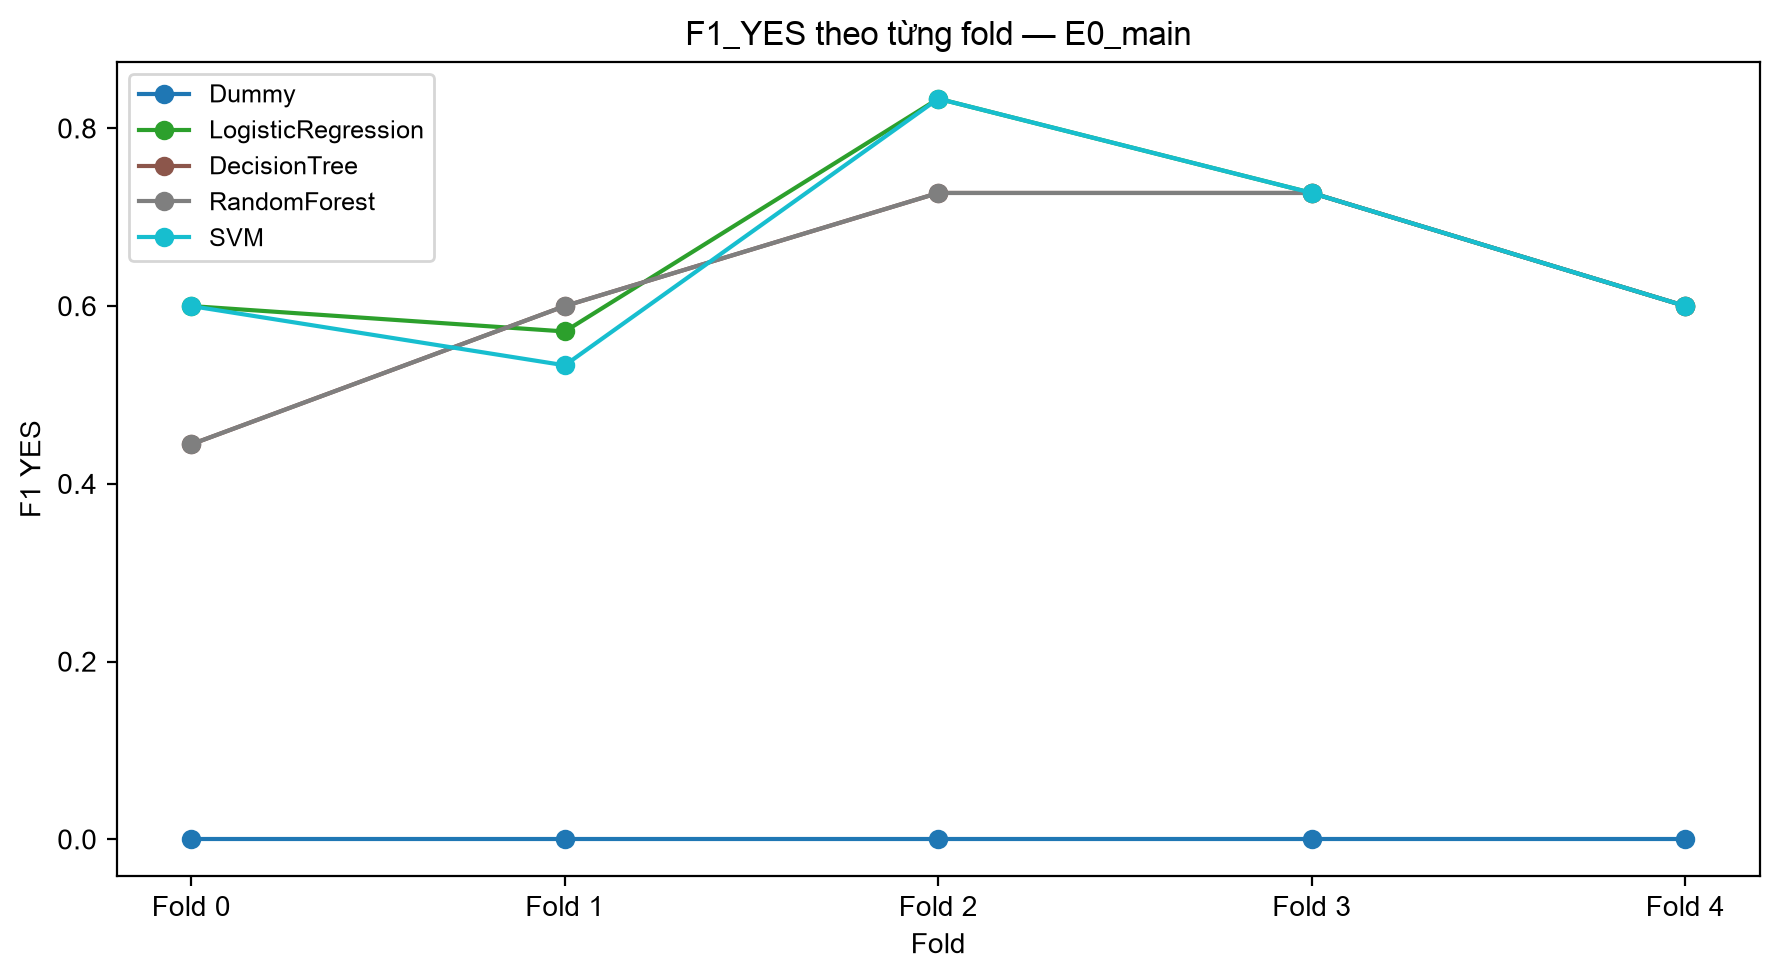 F1_YES theo từng fold — E0_main
Dummy
LogisticRegression
DecisionTree
RandomForest
SVM
F1 YES
0.8
0.6
0.4
0.2
0.0
Fold 0
Fold 1
Fold 2
Fold 3
Fold 4
Fold